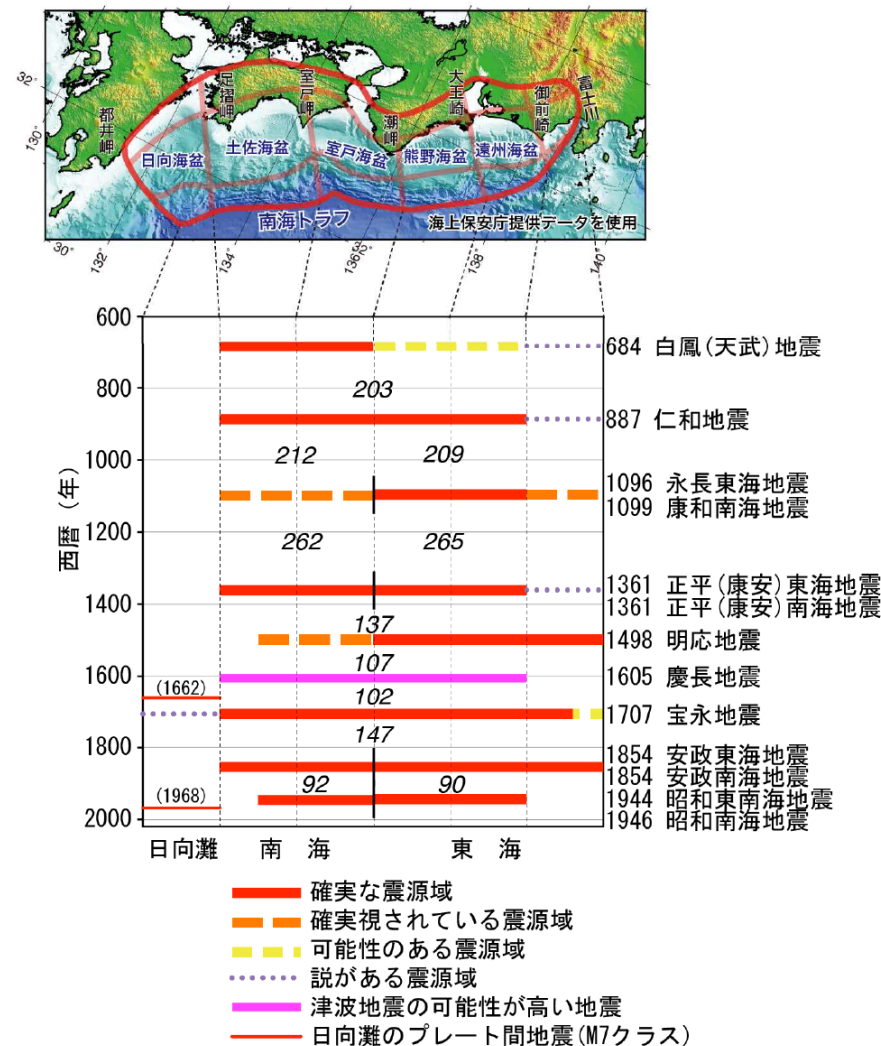 32°
130°
都井岬
足摺岬
室戸岬
潮岬
大王崎
御前崎
富士川
日向海盆
土佐海盆
室戸海盆
熊野海盆
遠州海盆
南海トラフ
海上保安庁提供データを使用
30°
132°
134°
136°
138°
140°
西暦(年)
600
800
1000
1200
1400
1600
1800
2000
203
212
209
262
265
137
107
102
147
92
90
(1662)
(1968)
684 白鳳(天武)地震
887 仁和地震
1096 永長東海地震
1099 康和南海地震
1361 正平(康安)東海地震
1361 正平(康安)南海地震
1498 明応地震
1605 慶長地震
1707 宝永地震
1854 安政東海地震
1854 安政南海地震
1944 昭和東南海地震
1946 昭和南海地震
日向灘 南 海 東 海
確実な震源域
確実視されている震源域
可能性のある震源域
説がある震源域
津波地震の可能性が高い地震
日向灘のプレート間地震(M7クラス)